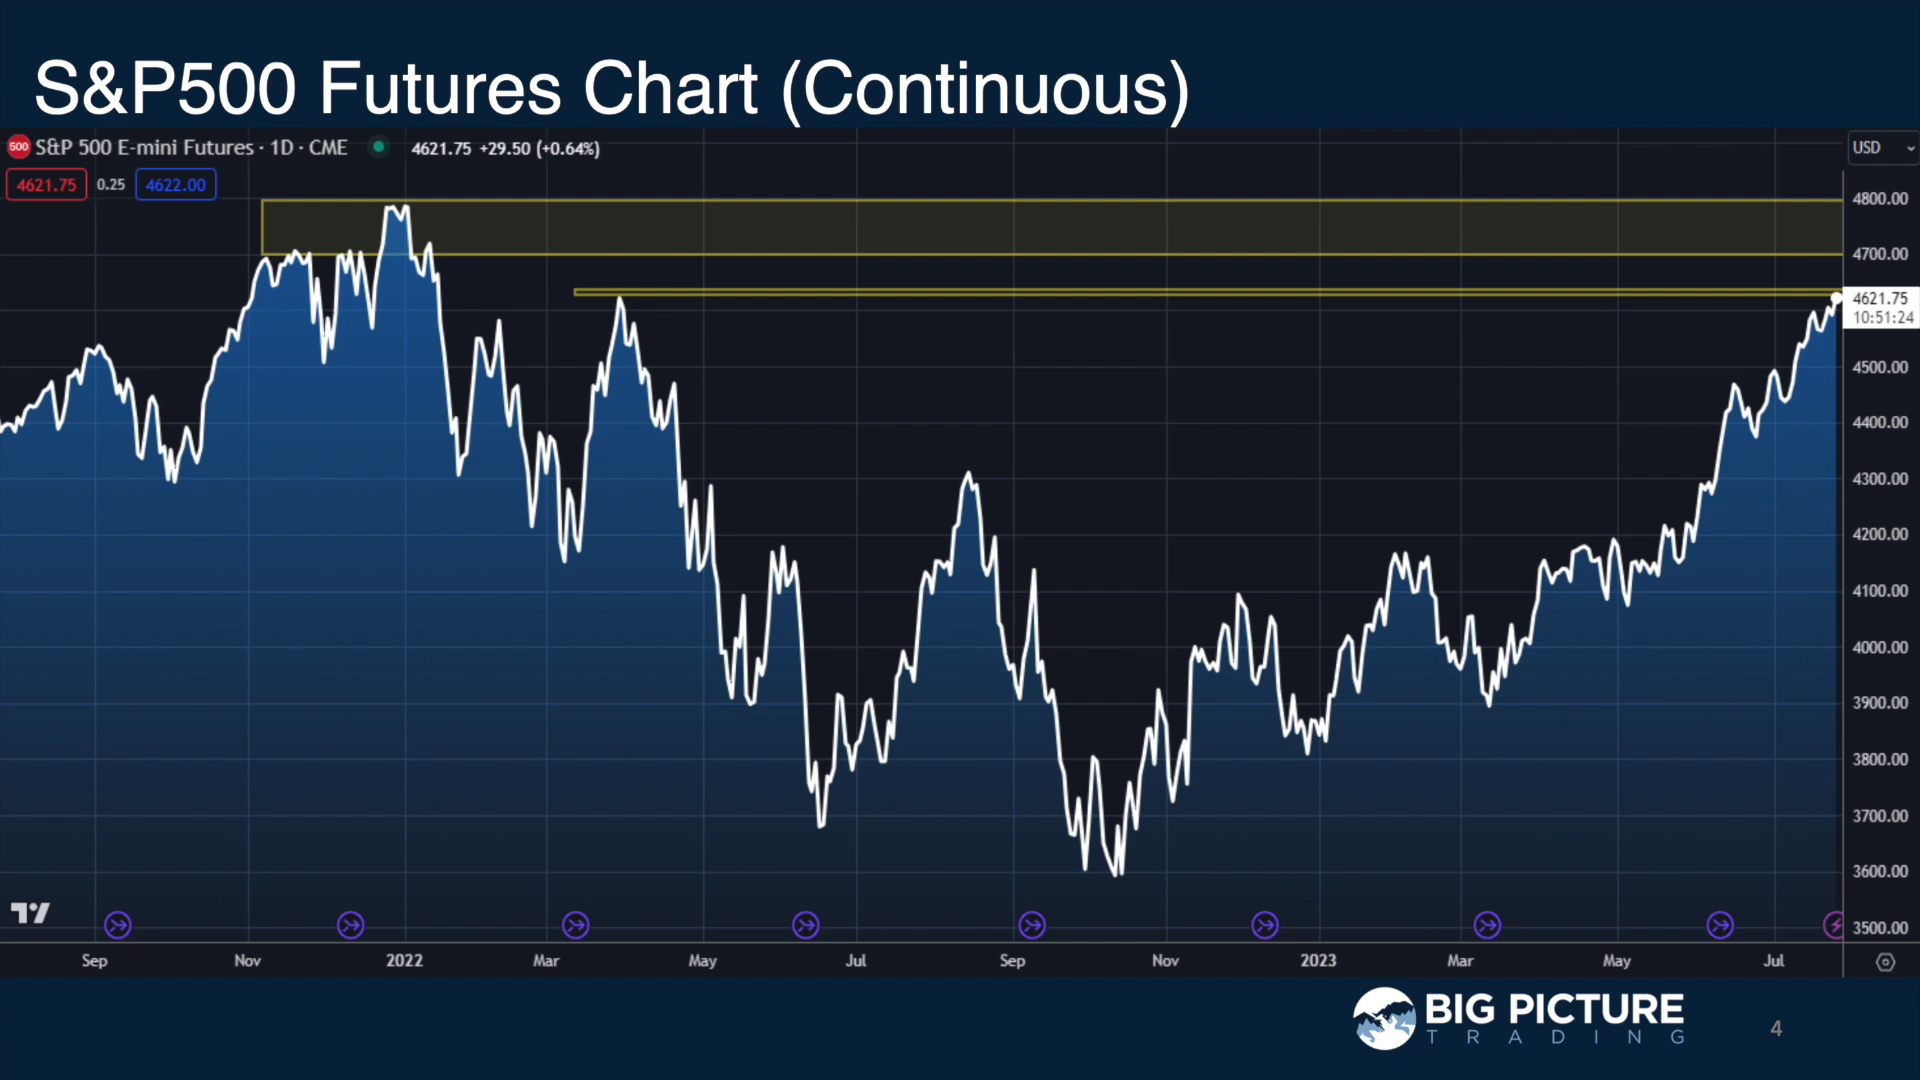 S&P500 Futures Chart (Continuous)
500 S&P 500 E-mini Futures · 1D · CME 4621.75 +29.50 (+0.64%)
USD
4621.75 0.25 4622.00
4800.00
4700.00
4621.75
10:51:24
4500.00
4400.00
4300.00
4200.00
4100.00
4000.00
3900.00
3800.00
3700.00
3600.00
3500.00
Sep Nov 2022 Mar May Jul Sep Nov 2023 Mar May Jul
BIG PICTURE
TRADING
4